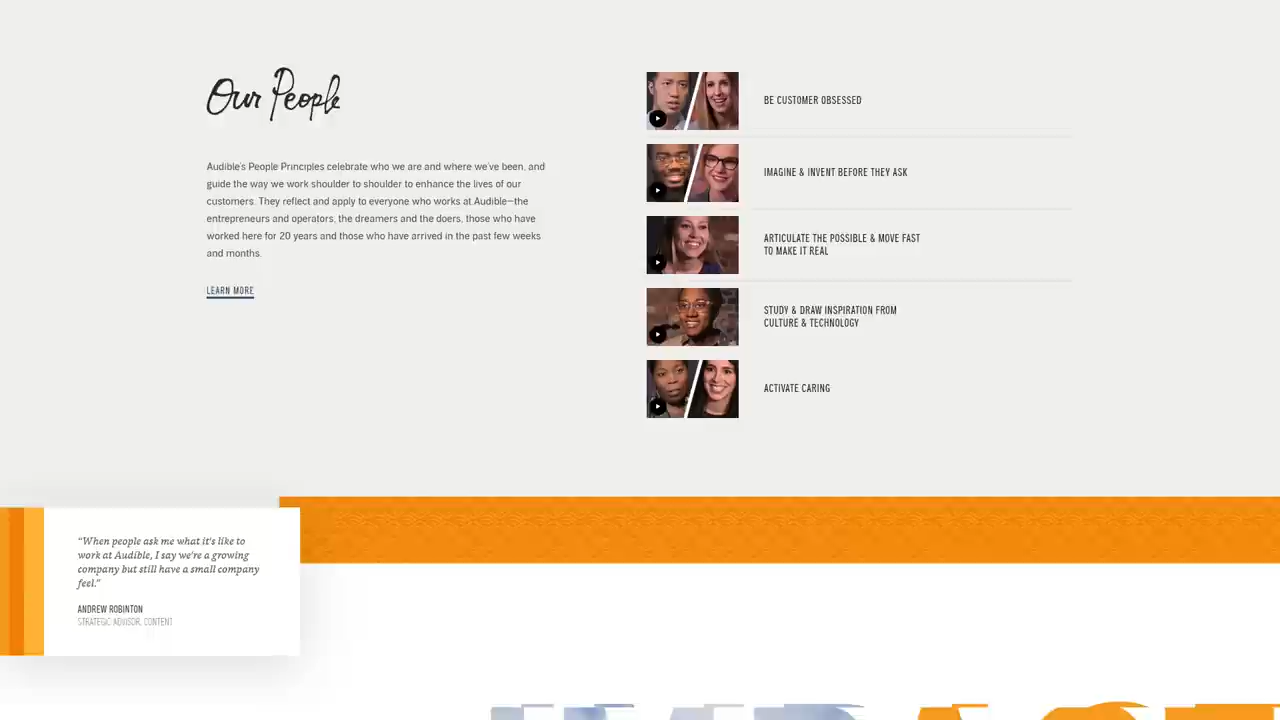 Our People
Audible's People Principles celebrate who we are and where we've been, and
guide the way we work shoulder to shoulder to enhance the lives of our
customers. They reflect and apply to everyone who works at Audible—the
entrepreneurs and operators, the dreamers and the doers, those who have
worked here for 20 years and those who have arrived in the past few weeks
and months.
LEARN MORE
BE CUSTOMER OBSESSED
IMAGINE & INVENT BEFORE THEY ASK
ARTICULATE THE POSSIBLE & MOVE FAST
TO MAKE IT REAL
STUDY & DRAW INSPIRATION FROM
CULTURE & TECHNOLOGY
ACTIVATE CARING
“When people ask me what it's like to
work at Audible, I say we're a growing
company but still have a small company
feel.”
ANDREW ROBINTON
STRATEGIC ADVISOR, CONTENT